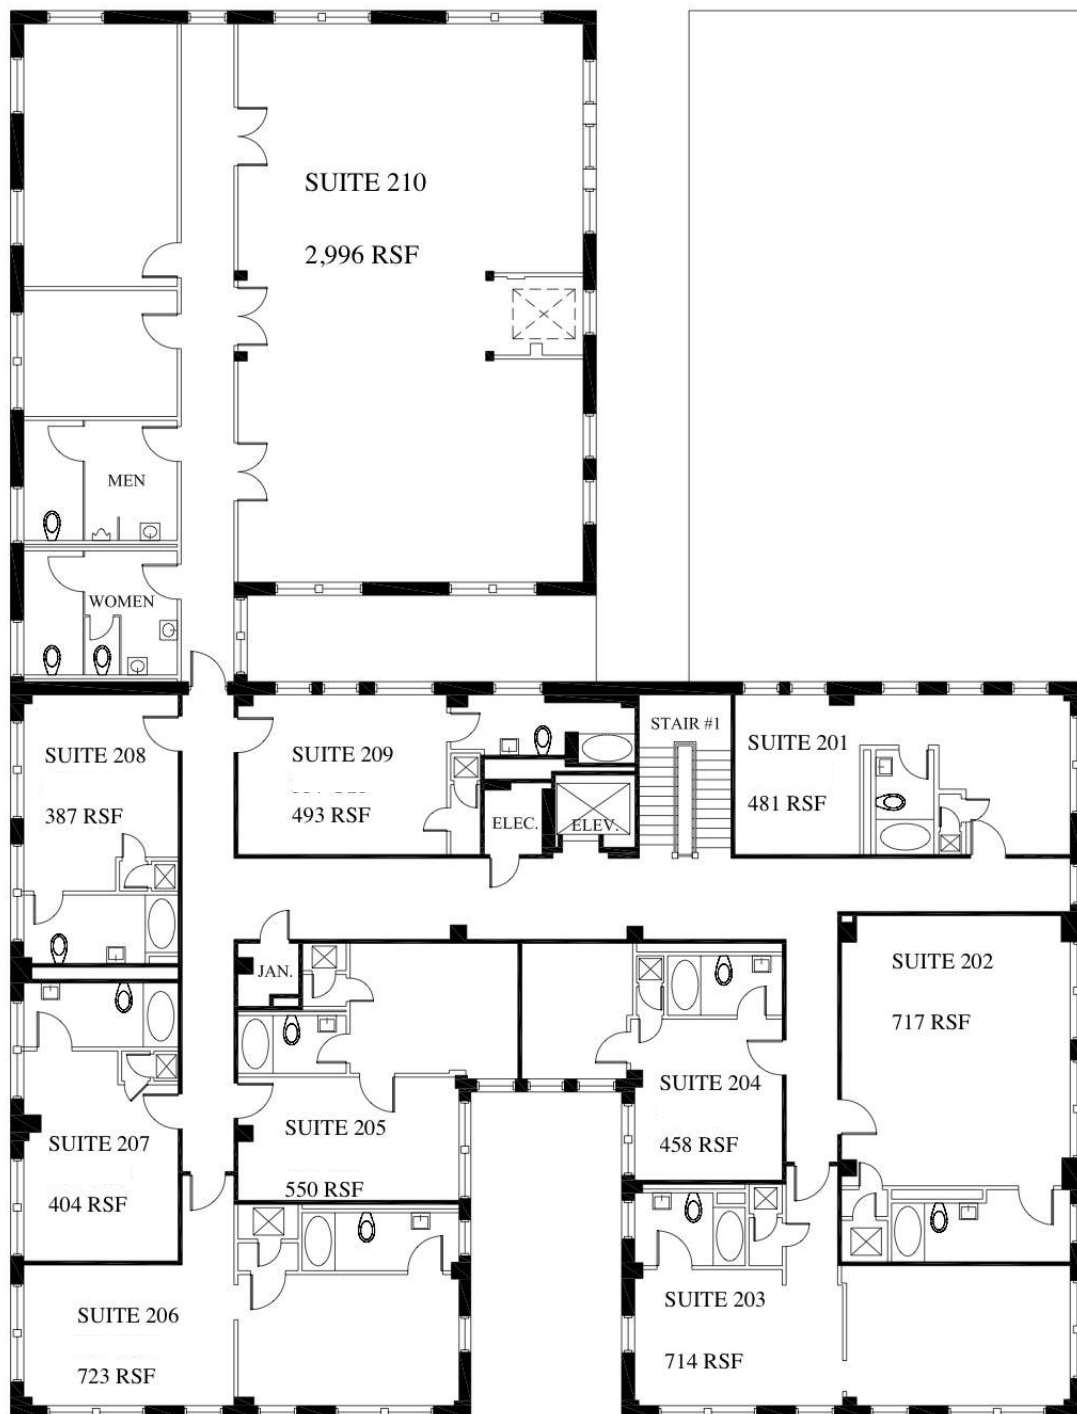 SUITE 210
2,996 RSF
MEN
WOMEN
SUITE 208
387 RSF
SUITE 209
493 RSF
STAIR #1
SUITE 201
481 RSF
ELEC.
ELEV.
JAN.
SUITE 202
717 RSF
SUITE 204
458 RSF
SUITE 205
550 RSF
SUITE 207
404 RSF
SUITE 206
723 RSF
SUITE 203
714 RSF